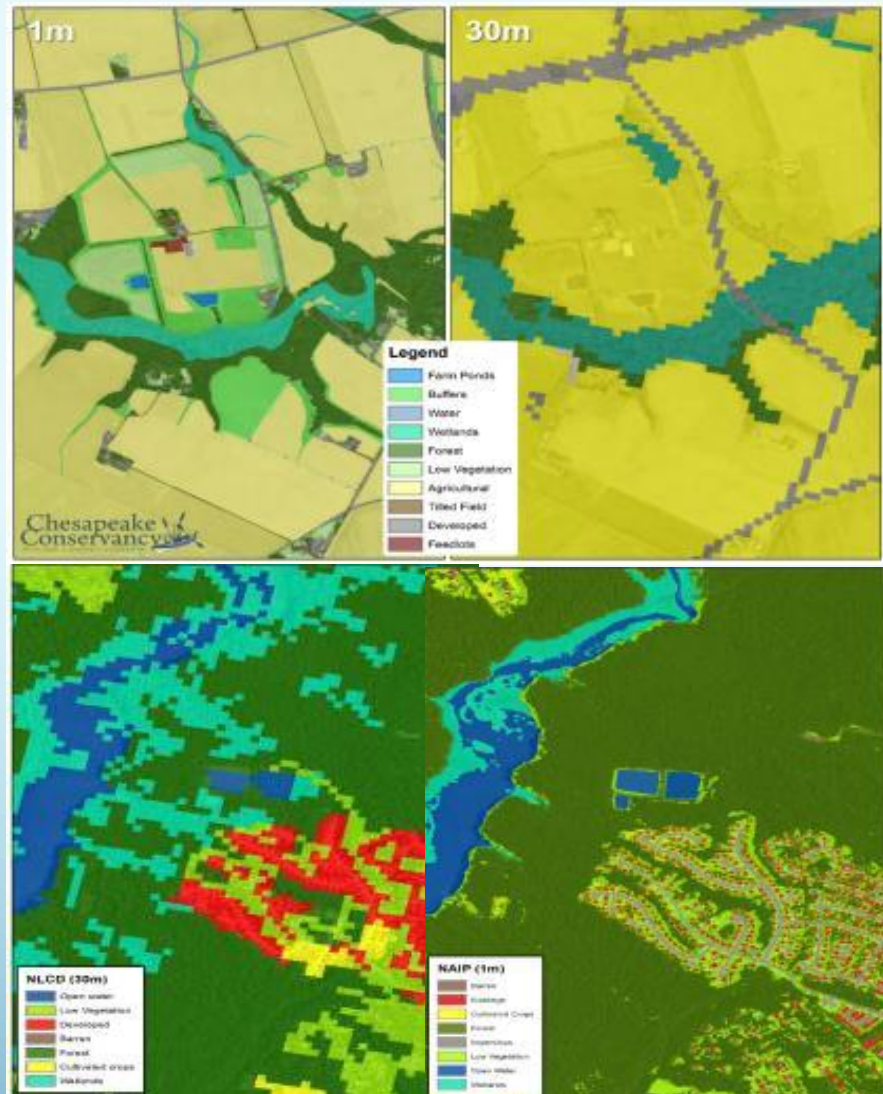 1m
30m
Legend
Farm Ponds
Buffers
Water
Wetlands
Forest
Low Vegetation
Agricultural
Tilled Field
Developed
Feedlots
Chesapeake
Conservancy
NLCD (30m)
Open water
Low Vegetation
Developed
Barren
Forest
Cultivated crops
Wetlands
NAIP (1m)
Barren
Buildings
Cultivated Crops
Forest
Impervious
Low Vegetation
Open Water
Wetlands